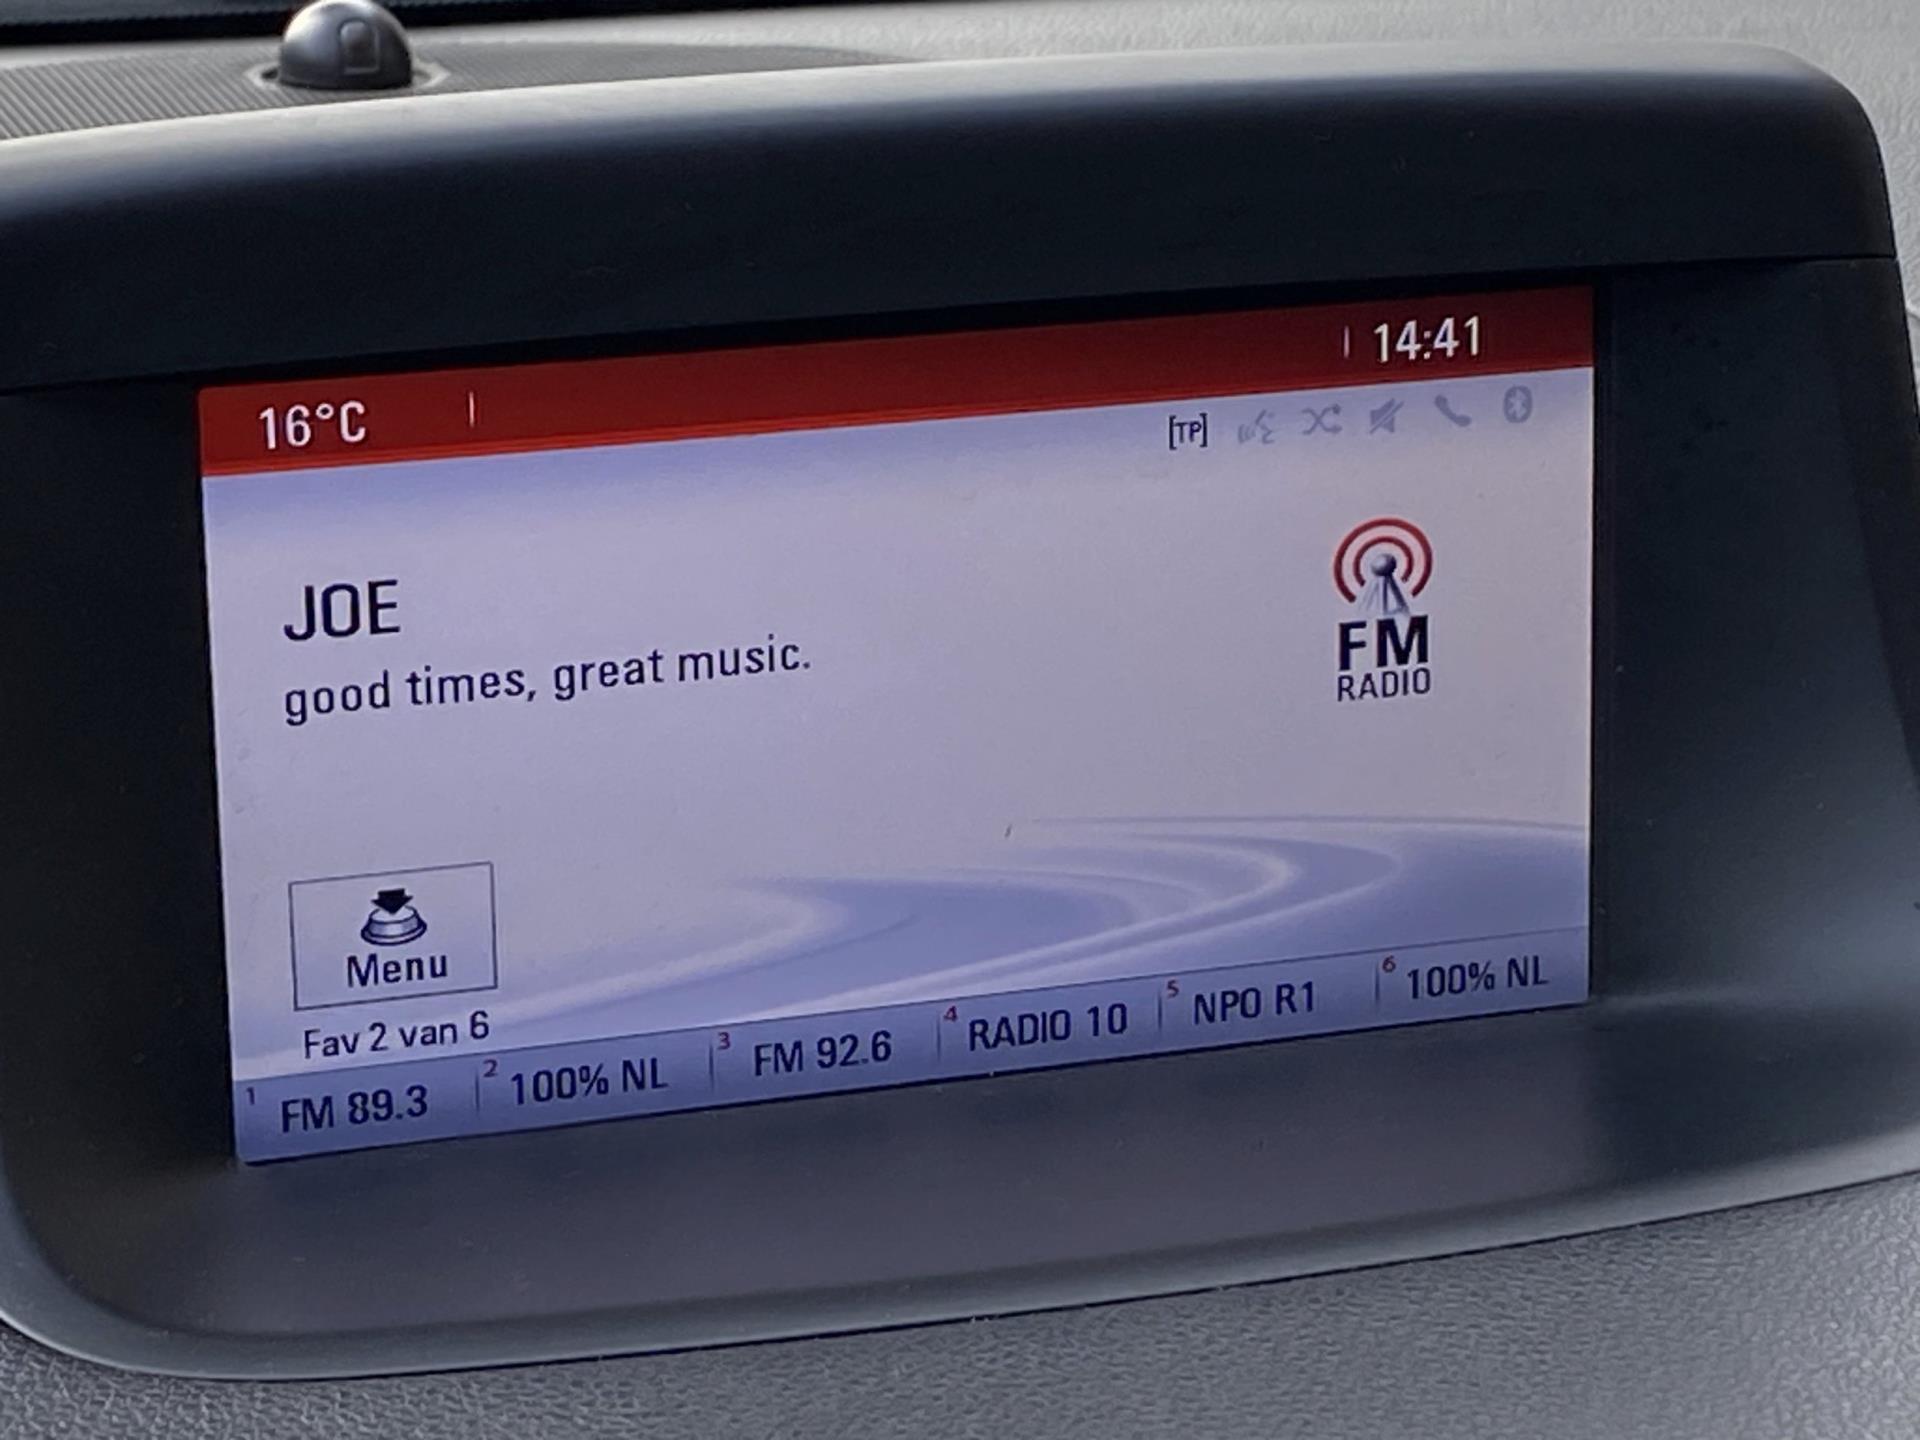 16°C
14:41
[TP]
JOE
good times, great music.
FM
RADIO
Menu
Fav 2 van 6
1 FM 89.3
2 100% NL
3 FM 92.6
4 RADIO 10
5 NPO R1
6 100% NL